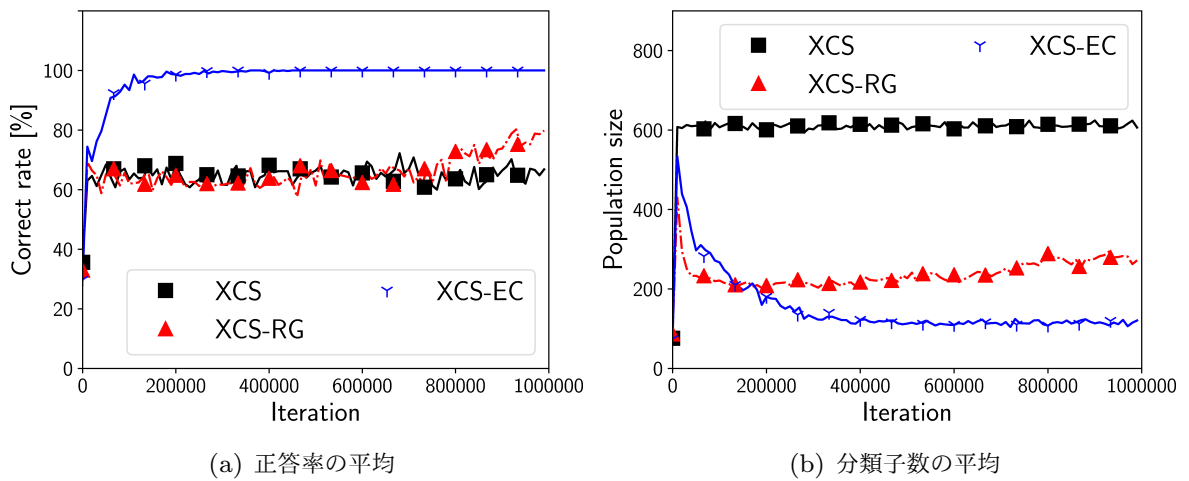 Correct rate [%]
100
80
60
40
20
0
XCS
XCS-RG
XCS-EC
0 200000 400000 600000 800000 1000000
Iteration
(a) 正答率の平均
Population size
800
600
400
200
0
XCS
XCS-RG
XCS-EC
0 200000 400000 600000 800000 1000000
Iteration
(b) 分類子数の平均